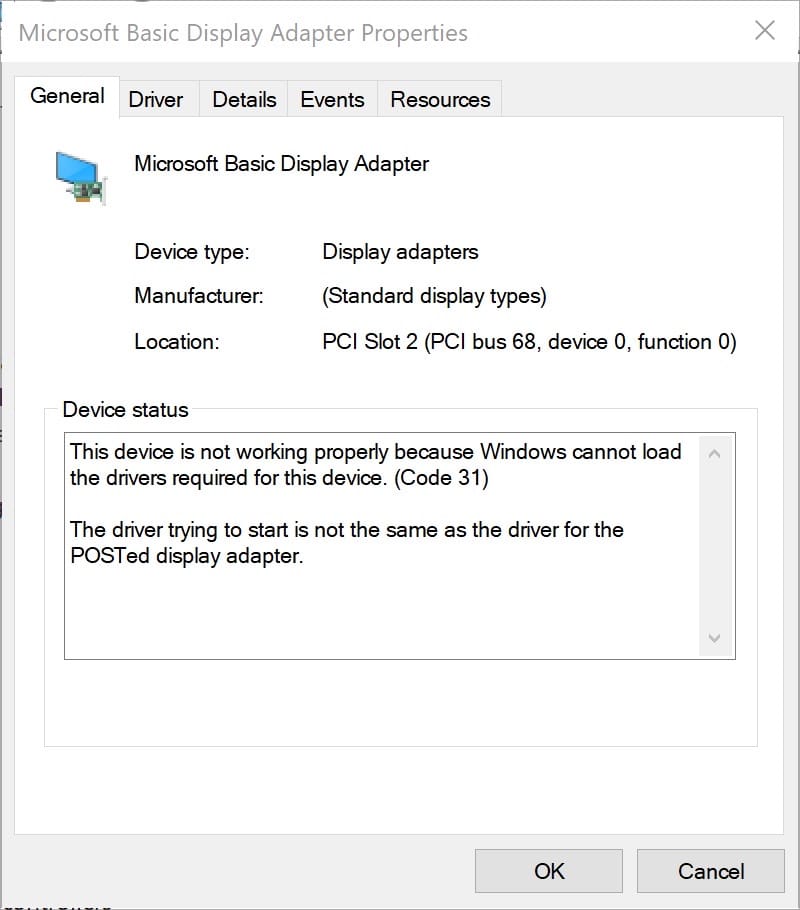 Microsoft Basic Display Adapter Properties
General Driver Details Events Resources
Microsoft Basic Display Adapter
Device type: Display adapters
Manufacturer: (Standard display types)
Location: PCI Slot 2 (PCI bus 68, device 0, function 0)
Device status
This device is not working properly because Windows cannot load
the drivers required for this device. (Code 31)
The driver trying to start is not the same as the driver for the
POSTed display adapter.
OK Cancel